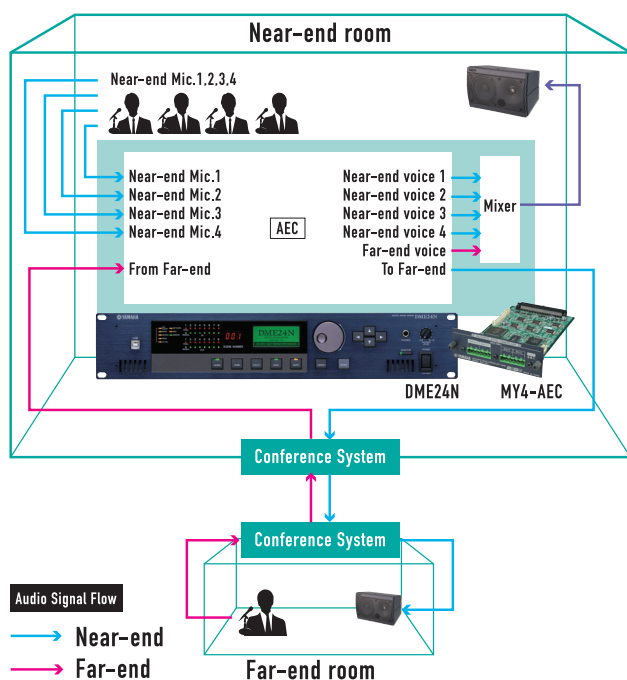 Near-end room
Near-end Mic.1,2,3,4
Near-end Mic.1
Near-end Mic.2
Near-end Mic.3
Near-end Mic.4
From Far-end
AEC
Near-end voice 1
Near-end voice 2
Near-end voice 3
Near-end voice 4
Far-end voice
To Far-end
Mixer
YAMAHA
001
DME24N
DME24N
DME24N
MY4-AEC
Conference System
Conference System
Audio Signal Flow
Near-end
Far-end
Far-end room